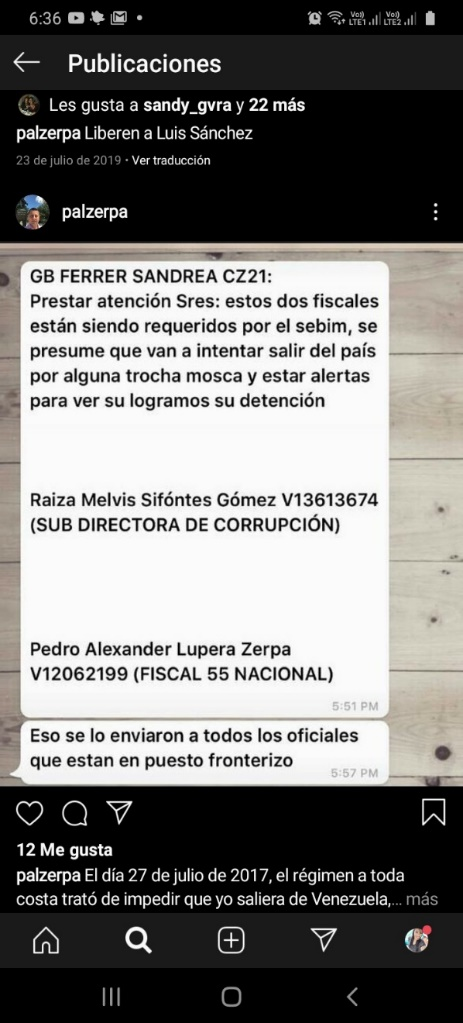 6:36
Vo)) LTE1 Vo)) LTE2
Publicaciones
Les gusta a sandy_gvra y 22 más
palzerpa Liberen a Luis Sánchez
23 de julio de 2019 • Ver traducción
palzerpa
GB FERRER SANDREA CZ21:
Prestar atención Sres: estos dos fiscales
están siendo requeridos por el sebim, se
presume que van a intentar salir del país
por alguna trocha mosca y estar alertas
para ver su logramos su detención
Raiza Melvis Sifóntes Gómez V13613674
(SUB DIRECTORA DE CORRUPCIÓN)
Pedro Alexander Lupera Zerpa
V12062199 (FISCAL 55 NACIONAL)
5:51 PM
Eso se lo enviaron a todos los oficiales
que estan en puesto fronterizo
5:57 PM
12 Me gusta
palzerpa El día 27 de julio de 2017, el régimen a toda
costa trató de impedir que yo saliera de Venezuela,... más